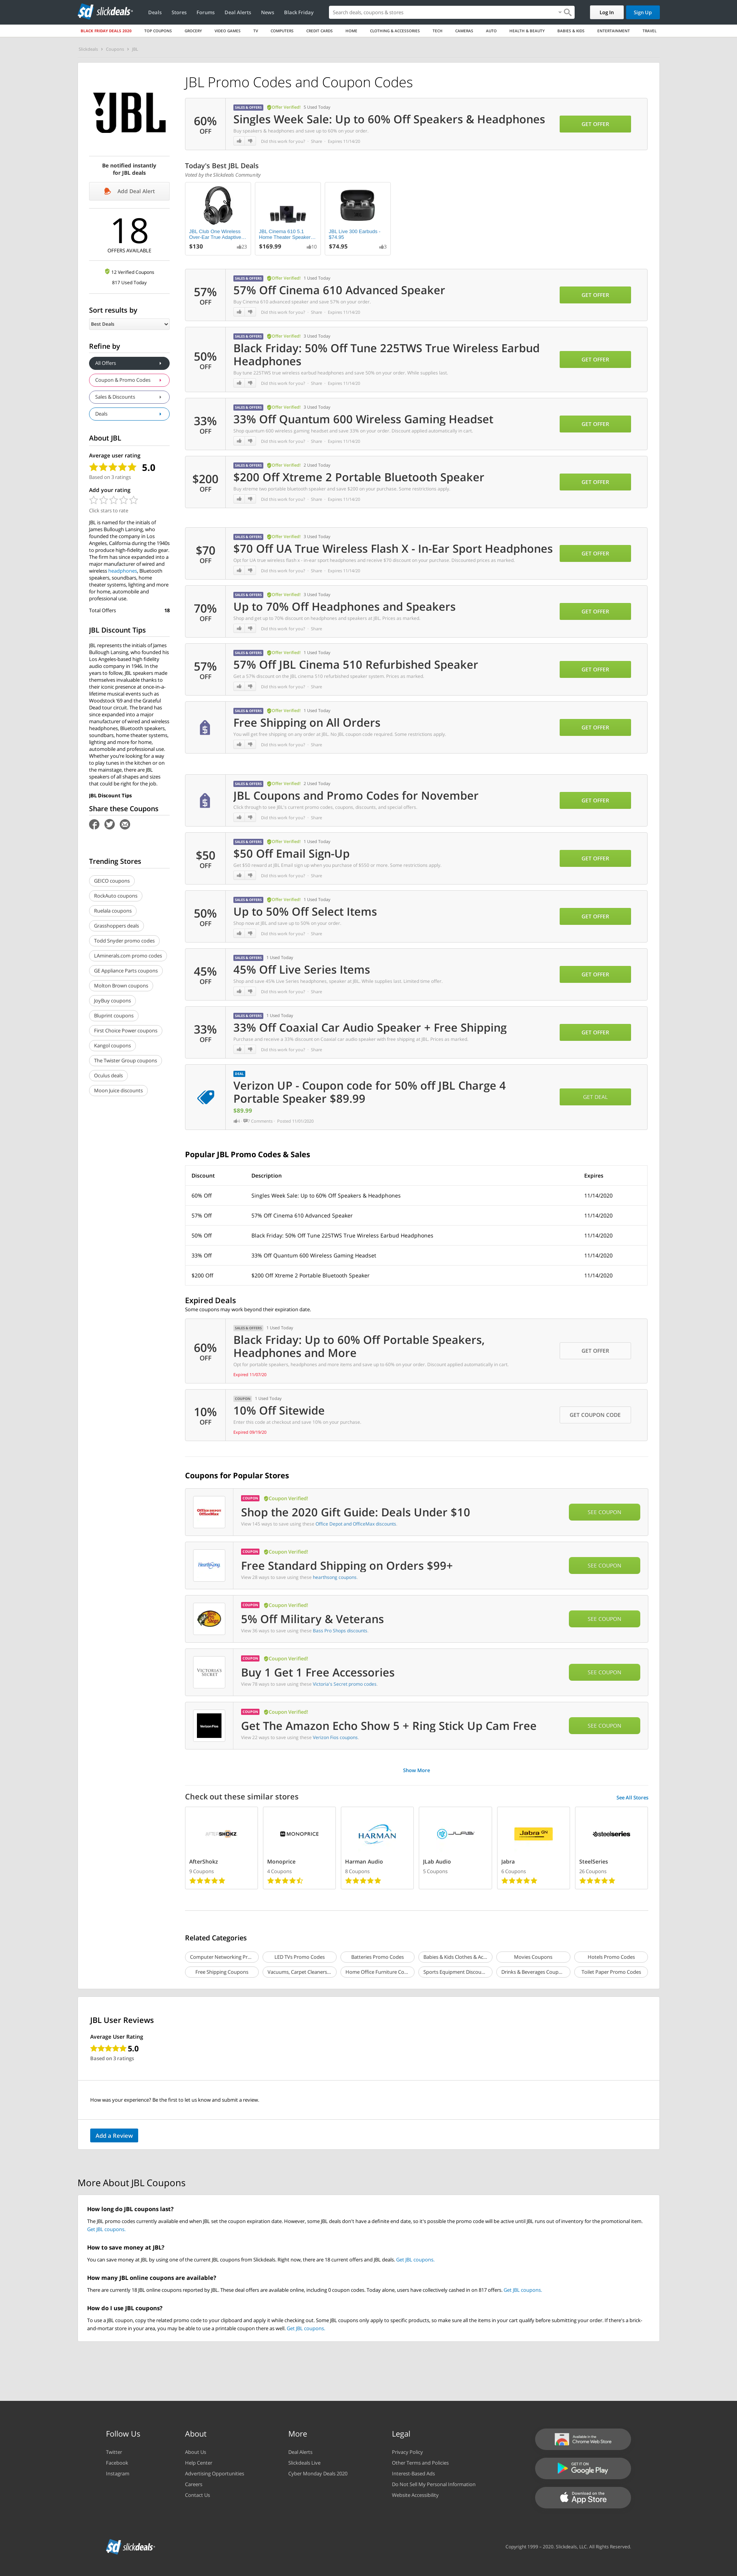 slickdeals
Deals Stores Forums Deal Alerts News Black Friday
Search deals, coupons & stores
Log In Sign Up
BLACK FRIDAY DEALS 2020 TOP COUPONS GROCERY VIDEO GAMES TV COMPUTERS CREDIT CARDS HOME CLOTHING & ACCESSORIES TECH CAMERAS AUTO HEALTH & BEAUTY BABIES & KIDS ENTERTAINMENT TRAVEL
Slickdeals > Coupons > JBL
JBL
Be notified instantly
for JBL deals
Add Deal Alert
18
OFFERS AVAILABLE
12 Verified Coupons
817 Used Today
Sort results by
Best Deals
Refine by
All Offers
Coupon & Promo Codes
Sales & Discounts
Deals
About JBL
Average user rating
5.0
Based on 3 ratings
Add your rating
Click stars to rate
JBL is named for the initials of
James Bullough Lansing, who
founded the company in Los
Angeles, California during the 1940s
to produce high-fidelity audio gear.
The firm has since expanded into a
major manufacturer of wired and
wireless headphones, Bluetooth
speakers, soundbars, home
theater systems, lighting and more
for home, automobile and
professional use.
Total Offers 18
JBL Discount Tips
JBL represents the initials of James
Bullough Lansing, who founded his
Los Angeles-based high fidelity
audio company in 1946. In the
years to follow, JBL speakers made
themselves invaluable thanks to
their iconic presence at once-in-a-
lifetime musical events such as
Woodstock '69 and the Grateful
Dead tour circuit. The brand has
since expanded into a major
manufacturer of wired and wireless
headphones, Bluetooth speakers,
soundbars, home theater systems,
lighting and more for home,
automobile and professional use.
Whether you're looking for a way
to play tunes in the kitchen or on
the mainstage, there are JBL
speakers of all shapes and sizes
that could be right for the job.
JBL Discount Tips
Share these Coupons
Trending Stores
GEICO coupons
RockAuto coupons
Ruelala coupons
Grasshoppers deals
Todd Snyder promo codes
LAminerals.com promo codes
GE Appliance Parts coupons
Molton Brown coupons
JoyBuy coupons
Bluprint coupons
First Choice Power coupons
Kangol coupons
The Twister Group coupons
Oculus deals
Moon Juice discounts
JBL Promo Codes and Coupon Codes
60%
OFF
SALES & OFFERS Offer Verified! 5 Used Today
Singles Week Sale: Up to 60% Off Speakers & Headphones
Buy speakers & headphones and save up to 60% on your order.
Did this work for you? · Share · Expires 11/14/20
GET OFFER
Today's Best JBL Deals
Voted by the Slickdeals Community
JBL Club One Wireless
Over-Ear True Adaptive...
$130 23
JBL Cinema 610 5.1
Home Theater Speaker...
$169.99 10
JBL Live 300 Earbuds -
$74.95
$74.95 3
57%
OFF
SALES & OFFERS Offer Verified! 1 Used Today
57% Off Cinema 610 Advanced Speaker
Buy Cinema 610 advanced speaker and save 57% on your order.
Did this work for you? · Share · Expires 11/14/20
GET OFFER
50%
OFF
SALES & OFFERS Offer Verified! 3 Used Today
Black Friday: 50% Off Tune 225TWS True Wireless Earbud
Headphones
Buy tune 225TWS true wireless earbud headphones and save 50% on your order. While supplies last.
Did this work for you? · Share · Expires 11/14/20
GET OFFER
33%
OFF
SALES & OFFERS Offer Verified! 3 Used Today
33% Off Quantum 600 Wireless Gaming Headset
Shop quantum 600 wireless gaming headset and save 33% on your order. Discount applied automatically in cart.
Did this work for you? · Share · Expires 11/14/20
GET OFFER
$200
OFF
SALES & OFFERS Offer Verified! 2 Used Today
$200 Off Xtreme 2 Portable Bluetooth Speaker
Buy xtreme two portable bluetooth speaker and save $200 on your purchase. Some restrictions apply.
Did this work for you? · Share · Expires 11/14/20
GET OFFER
$70
OFF
SALES & OFFERS Offer Verified! 3 Used Today
$70 Off UA True Wireless Flash X - In-Ear Sport Headphones
Opt for UA true wireless flash x - in-ear sport headphones and receive $70 discount on your purchase. Discounted prices as marked.
Did this work for you? · Share · Expires 11/14/20
GET OFFER
70%
OFF
SALES & OFFERS Offer Verified! 3 Used Today
Up to 70% Off Headphones and Speakers
Shop and get up to 70% discount on headphones and speakers at JBL. Prices as marked.
Did this work for you? · Share
GET OFFER
57%
OFF
SALES & OFFERS Offer Verified! 1 Used Today
57% Off JBL Cinema 510 Refurbished Speaker
Get a 57% discount on the JBL cinema 510 refurbished speaker system. Prices as marked.
Did this work for you? · Share
GET OFFER
SALES & OFFERS Offer Verified! 1 Used Today
Free Shipping on All Orders
You will get free shipping on any order at JBL. No JBL coupon code required. Some restrictions apply.
Did this work for you? · Share
GET OFFER
SALES & OFFERS Offer Verified! 2 Used Today
JBL Coupons and Promo Codes for November
Click through to see JBL's current promo codes, coupons, discounts, and special offers.
Did this work for you? · Share
GET OFFER
$50
OFF
SALES & OFFERS Offer Verified! 1 Used Today
$50 Off Email Sign-Up
Get $50 reward at JBL Email sign up when you purchase of $550 or more. Some restrictions apply.
Did this work for you? · Share
GET OFFER
50%
OFF
SALES & OFFERS Offer Verified! 1 Used Today
Up to 50% Off Select Items
Shop now at JBL and save up to 50% on your order.
Did this work for you? · Share
GET OFFER
45%
OFF
SALES & OFFERS 1 Used Today
45% Off Live Series Items
Shop and save 45% Live Series headphones, speaker at JBL. While supplies last. Limited time offer.
Did this work for you? · Share
GET OFFER
33%
OFF
SALES & OFFERS 1 Used Today
33% Off Coaxial Car Audio Speaker + Free Shipping
Purchase and receive a 33% discount on Coaxial car audio speaker with free shipping at JBL. Prices as marked.
Did this work for you? · Share
GET OFFER
DEAL
Verizon UP - Coupon code for 50% off JBL Charge 4
Portable Speaker $89.99
$89.99
Comments · Posted 11/01/2020
GET DEAL
Popular JBL Promo Codes & Sales
Discount Description Expires
60% Off Singles Week Sale: Up to 60% Off Speakers & Headphones 11/14/2020
57% Off 57% Off Cinema 610 Advanced Speaker 11/14/2020
50% Off Black Friday: 50% Off Tune 225TWS True Wireless Earbud Headphones 11/14/2020
33% Off 33% Off Quantum 600 Wireless Gaming Headset 11/14/2020
$200 Off $200 Off Xtreme 2 Portable Bluetooth Speaker 11/14/2020
Expired Deals
Some coupons may work beyond their expiration date.
60%
OFF
SALES & OFFERS 1 Used Today
Black Friday: Up to 60% Off Portable Speakers,
Headphones and More
Opt for portable speakers, headphones and more items and save up to 60% on your order. Discount applied automatically in cart.
Expired 11/07/20
GET OFFER
10%
OFF
COUPON 1 Used Today
10% Off Sitewide
Enter this code at checkout and save 10% on your purchase.
Expired 09/19/20
GET COUPON CODE
Coupons for Popular Stores
Office DEPOT OfficeMax
COUPON Coupon Verified!
Shop the 2020 Gift Guide: Deals Under $10
View 145 ways to save using these Office Depot and OfficeMax discounts.
SEE COUPON
hearthsong
COUPON Coupon Verified!
Free Standard Shipping on Orders $99+
View 26 ways to save using these hearthsong coupons.
SEE COUPON
Bass Pro Shops
COUPON Coupon Verified!
5% Off Military & Veterans
View 36 ways to save using these Bass Pro Shops discounts.
SEE COUPON
VICTORIA'S SECRET
COUPON Coupon Verified!
Buy 1 Get 1 Free Accessories
View 78 ways to save using these Victoria's Secret promo codes.
SEE COUPON
Verizon Fios
COUPON Coupon Verified!
Get The Amazon Echo Show 5 + Ring Stick Up Cam Free
View 22 ways to save using these Verizon Fios coupons.
SEE COUPON
Show More
Check out these similar stores See All Stores
AFTERSHOKZ MONOPRICE HARMAN JLAB Jabra GN steelseries
AfterShokz Monoprice Harman Audio JLab Audio Jabra SteelSeries
9 Coupons 4 Coupons 8 Coupons 5 Coupons 6 Coupons 26 Coupons
Related Categories
Computer Networking Pr... LED TVs Promo Codes Batteries Promo Codes Babies & Kids Clothes & Ac... Movies Coupons Hotels Promo Codes
Free Shipping Coupons Vacuums, Carpet Cleaners... Home Office Furniture Co... Sports Equipment Discou... Drinks & Beverages Coup... Toilet Paper Promo Codes
JBL User Reviews
Average User Rating
5.0
Based on 3 ratings
How was your experience? Be the first to let us know and submit a review.
Add a Review
More About JBL Coupons
How long do JBL coupons last?
The JBL promo codes currently available end when JBL set the coupon expiration date. However, some JBL deals don't have a definite end date, so it's possible the promo code will be active until JBL runs out of inventory for the promotional item.
Get JBL coupons.
How to save money at JBL?
You can save money at JBL by using one of the current JBL coupons from Slickdeals. Right now, there are 18 current offers and JBL deals. Get JBL coupons.
How many JBL online coupons are available?
There are currently 18 JBL online coupons reported by JBL. These deal offers are available online, including 0 coupon codes. Today alone, users have collectively cashed in on 817 offers. Get JBL coupons.
How do I use JBL coupons?
To use a JBL coupon, copy the related promo code to your clipboard and apply it while checking out. Some JBL coupons only apply to specific products, so make sure all the items in your cart qualify before submitting your order. If there's a brick-
and-mortar store in your area, you may be able to use a printable coupon there as well. Get JBL coupons.
Follow Us About More Legal
Twitter About Us Deal Alerts Privacy Policy
Facebook Help Center Slickdeals Live Other Terms and Policies
Instagram Advertising Opportunities Cyber Monday Deals 2020 Interest-Based Ads
Careers Do Not Sell My Personal Information
Contact Us Website Accessibility
Available in the
Chrome Web Store
GET IT ON
Google Play
Download on the
App Store
slickdeals
Copyright 1999 - 2020. Slickdeals, LLC. All Rights Reserved.